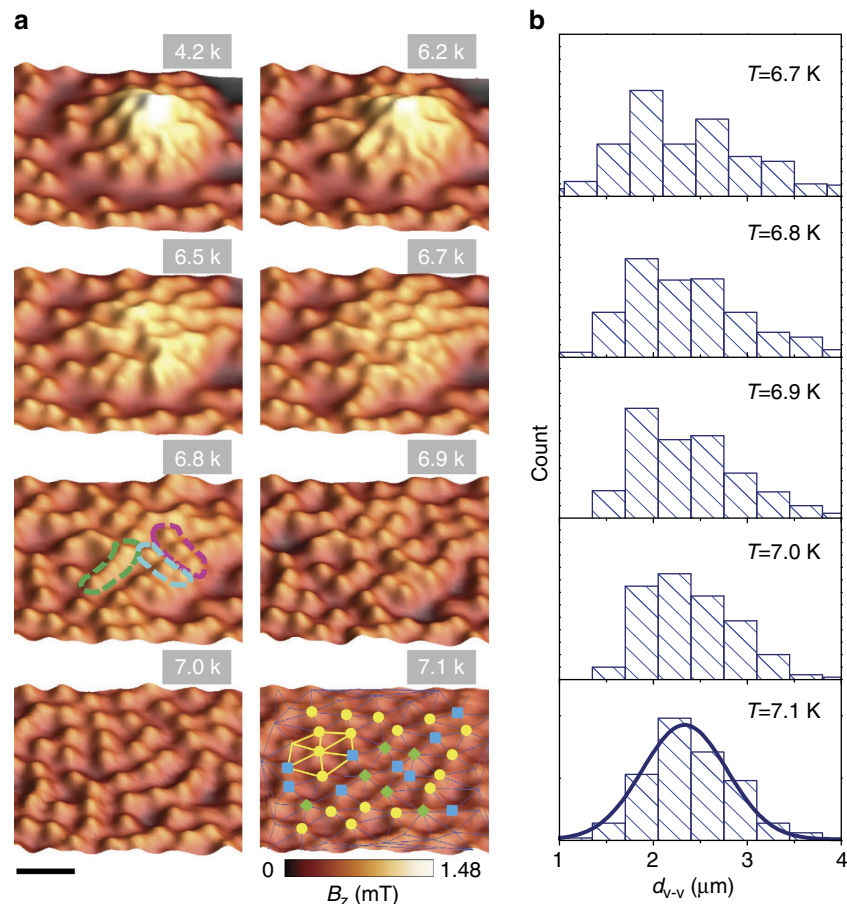 a
4.2 k
6.2 k
6.5 k
6.7 k
6.8 k
6.9 k
7.0 k
7.1 k
0
1.48
B_z (mT)
b
T=6.7 K
T=6.8 K
T=6.9 K
T=7.0 K
T=7.1 K
Count
1 2 3 4
d_v-v (μm)